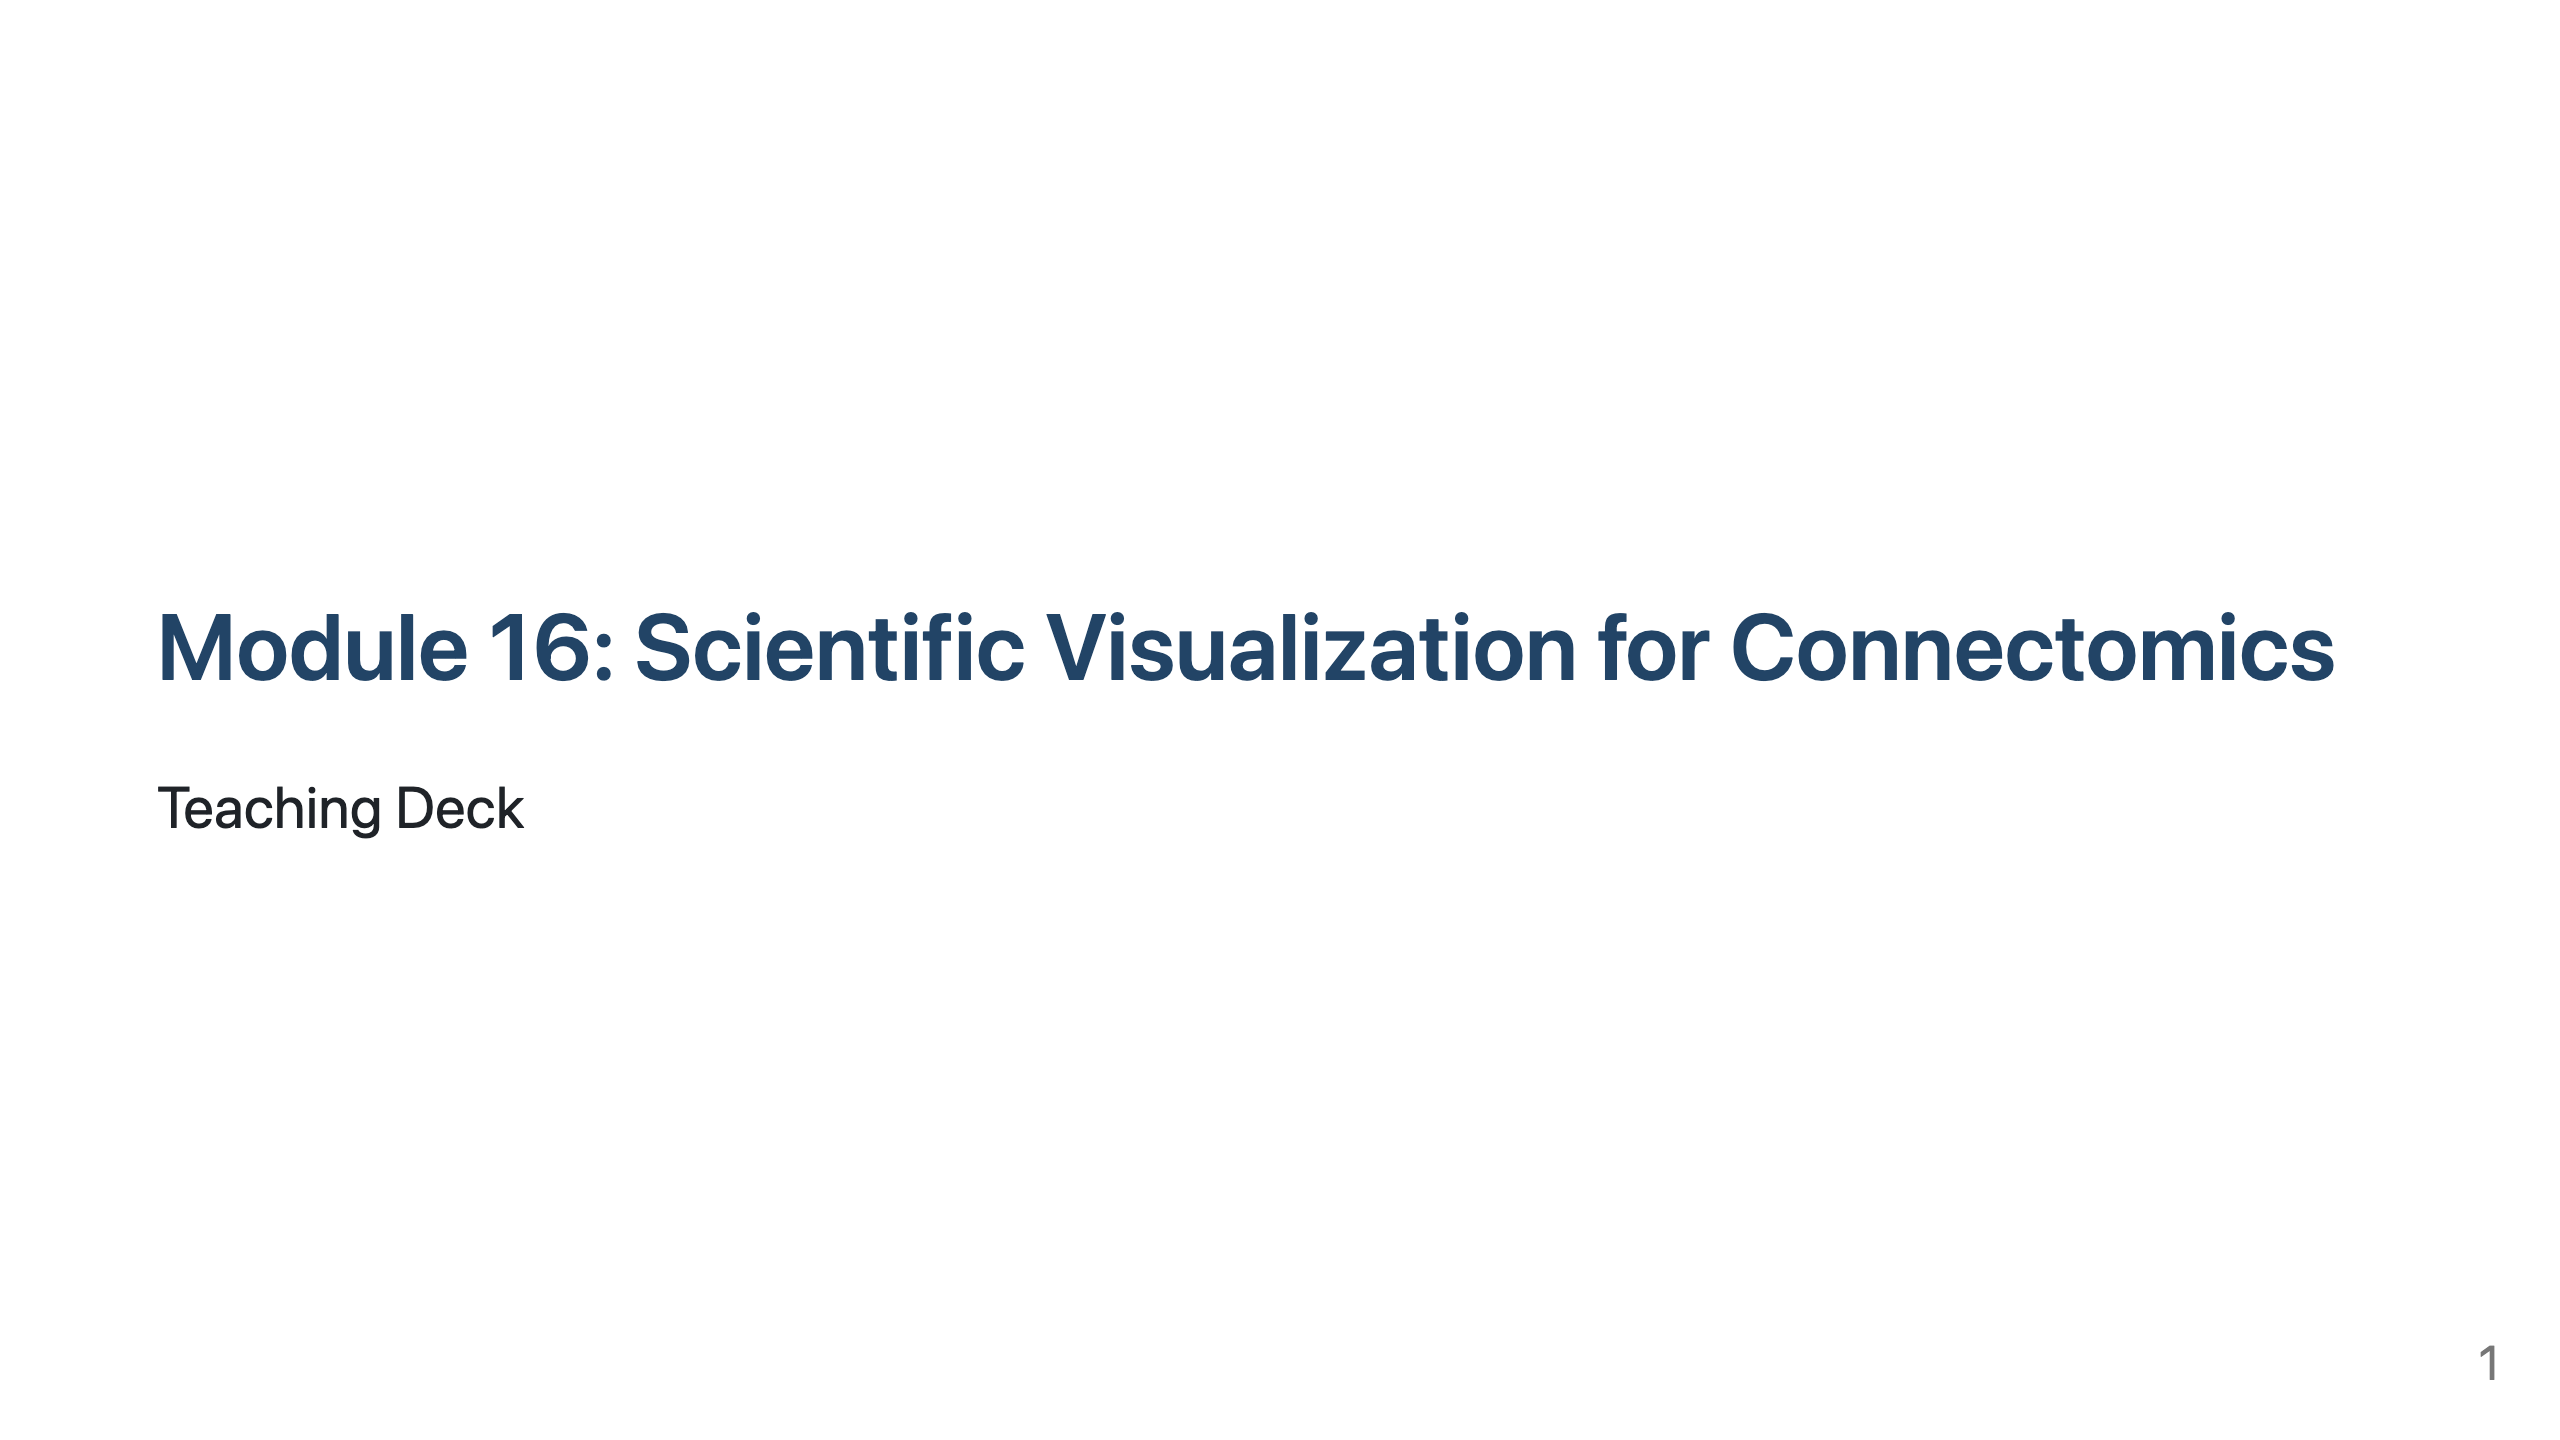 Module 16: Scientific Visualization for Connectomics
Teaching Deck
1